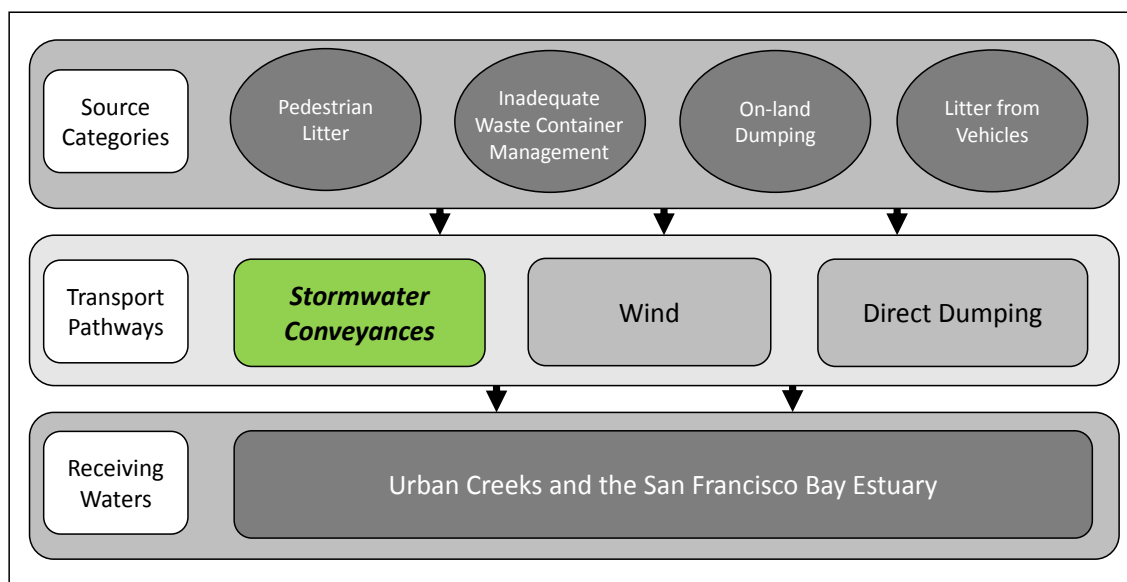 Source
Categories
Pedestrian
Litter
Inadequate
Waste Container
Management
On-land
Dumping
Litter from
Vehicles
Transport
Pathways
Stormwater
Conveyances
Wind
Direct Dumping
Receiving
Waters
Urban Creeks and the San Francisco Bay Estuary